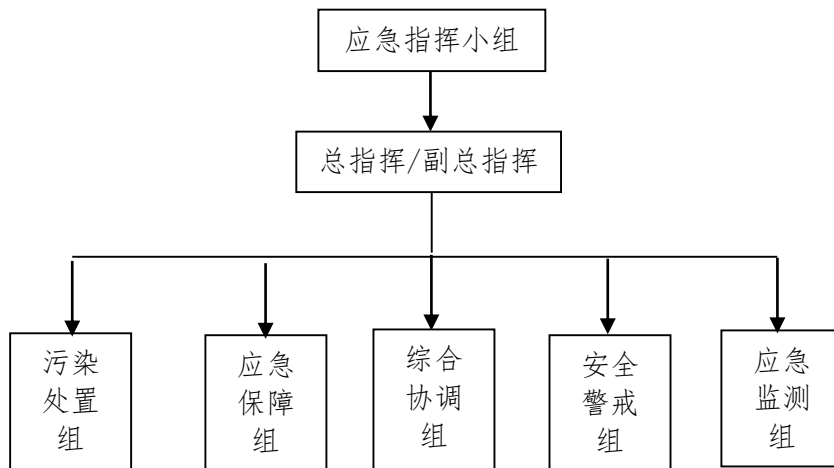 应急指挥小组
总指挥/副总指挥
污染
处置
组
应急
保障
组
综合
协调
组
安全
警戒
组
应急
监测
组